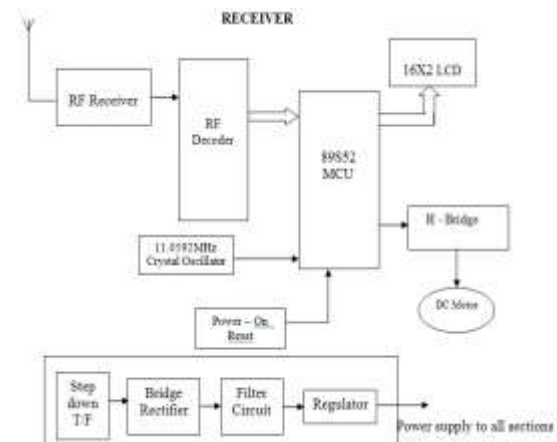 RECEIVER
RF Receiver
RF
Decoder
89S52
MCU
16X2 LCD
H - Bridge
DC Motor
11.0592MHz
Crystal Oscillator
Power – On
Reset
Step
down
T/F
Bridge
Rectifier
Filter
Circuit
Regulator
Power supply to all sections